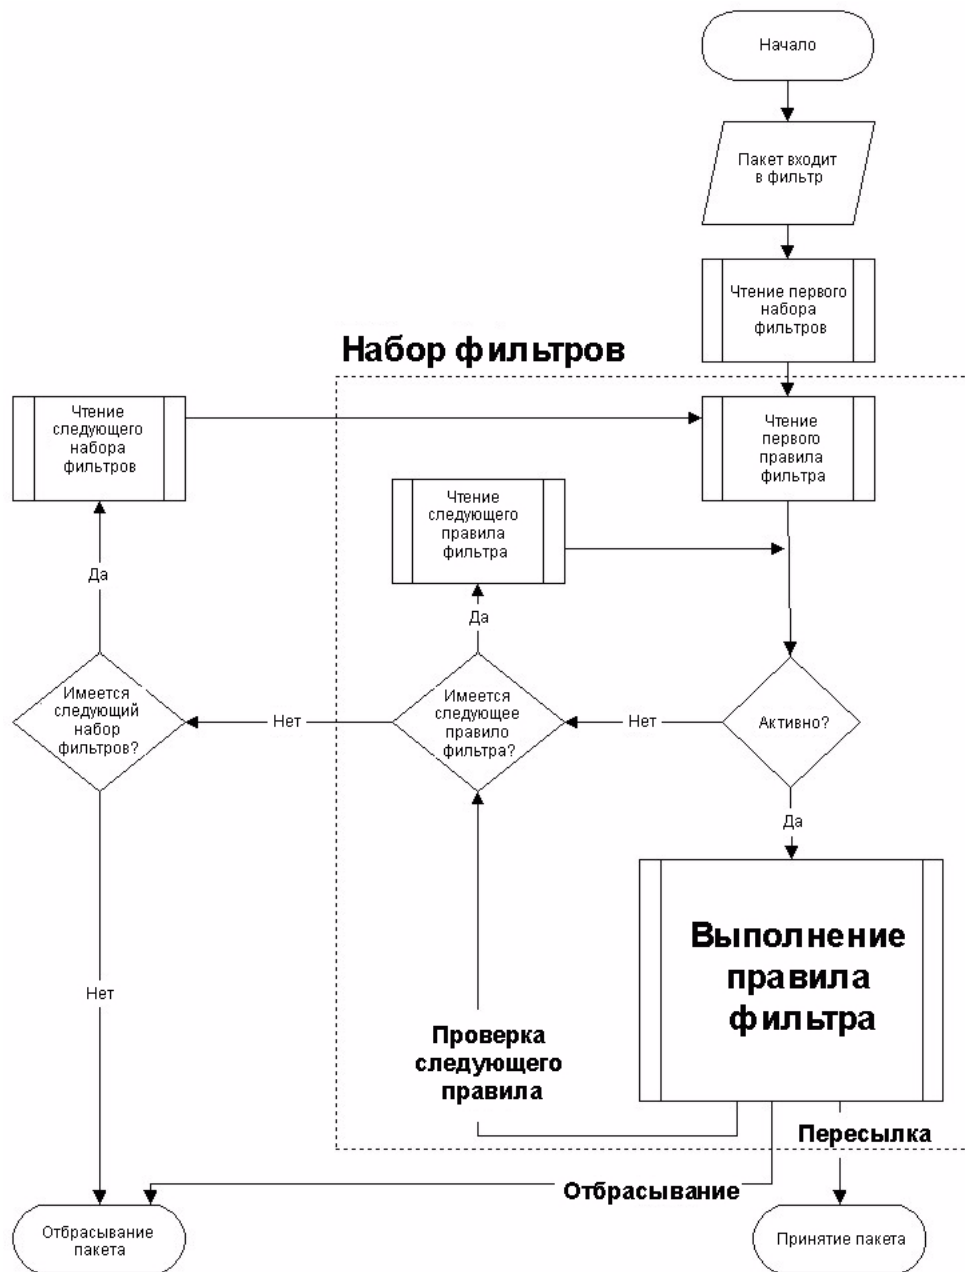 Начало
Пакет входит
в фильтр
Чтение первого
набора
фильтров
Набор фильтров
Чтение
следующего
набора
фильтров
Чтение
первого
правила
фильтра
Чтение
следующего
правила
фильтра
Да
Да
Имеется
следующий
набор
фильтров?
Нет
Имеется
следующее
правило
фильтра?
Нет
Активно?
Да
Выполнение
правила
фильтра
Нет
Проверка
следующего
правила
Пересылка
Отбрасывание
Отбрасывание
пакета
Принятие пакета